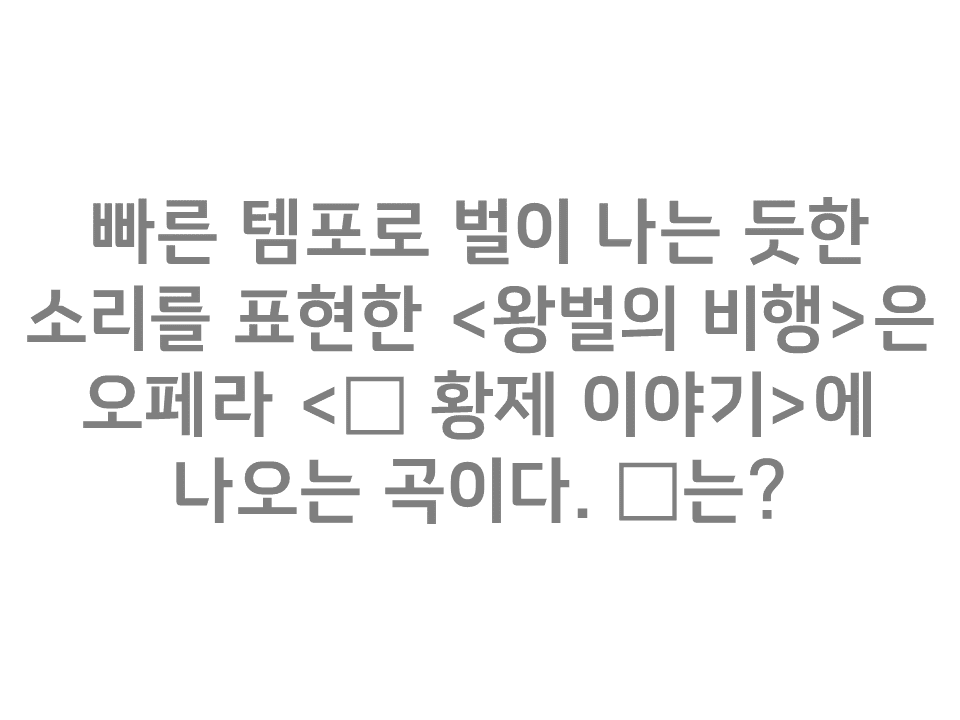 빠른 템포로 벌이 나는 듯한
소리를 표현한 <왕벌의 비행>은
오페라 <□ 황제 이야기>에
나오는 곡이다. □는?